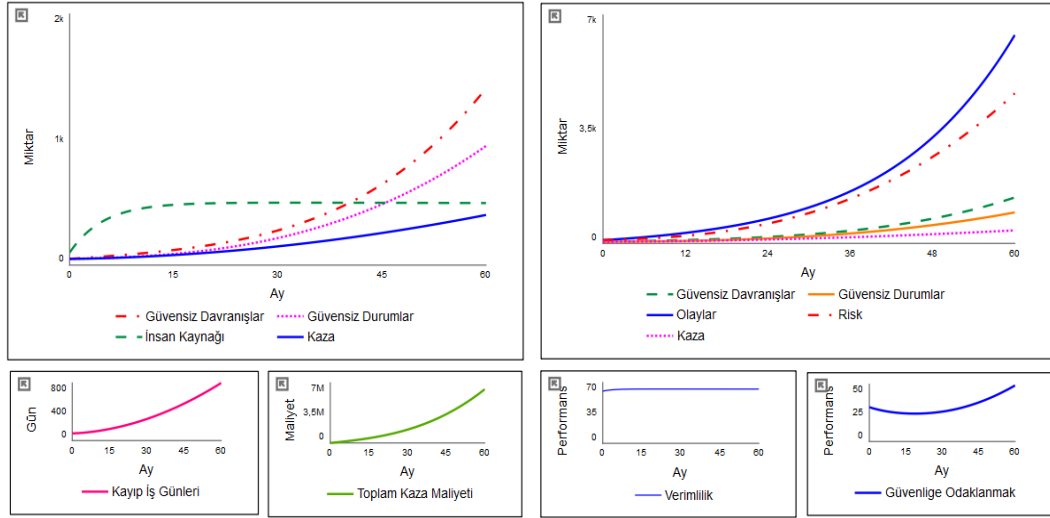 2k
1k
0
Miktar
0 15 30 45 60
Ay
Güvensiz Davranışlar Güvensiz Durumlar
İnsan Kaynağı Kaza
7k
3,5k
0
Miktar
0 12 24 36 48 60
Ay
Güvensiz Davranışlar Güvensiz Durumlar
Olaylar Risk
Kaza
800
400
0
Gün
0 15 30 45 60
Ay
Kayıp İş Günleri
7M
3,5M
0
Maliyet
0 15 30 45 60
Ay
Toplam Kaza Maliyeti
70
35
0
Performans
0 15 30 45 60
Ay
Verimlilik
50
25
0
Performans
0 15 30 45 60
Ay
Güvenlige Odaklanmak